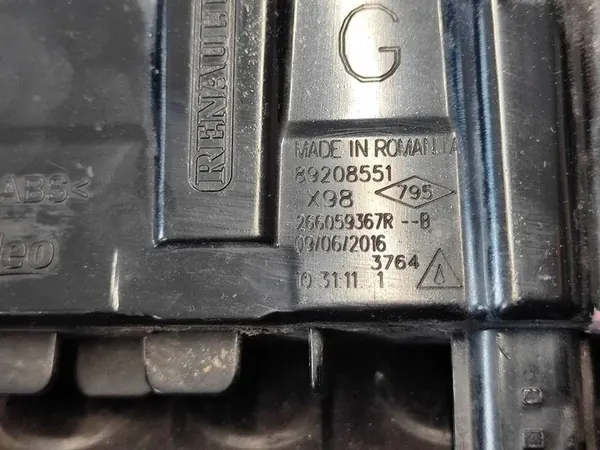 RENAULT
G
MADE IN ROMANIA
89208551
X98 795
266059367R --B
09/06/2016
3764
10 31:11 1
ABS<